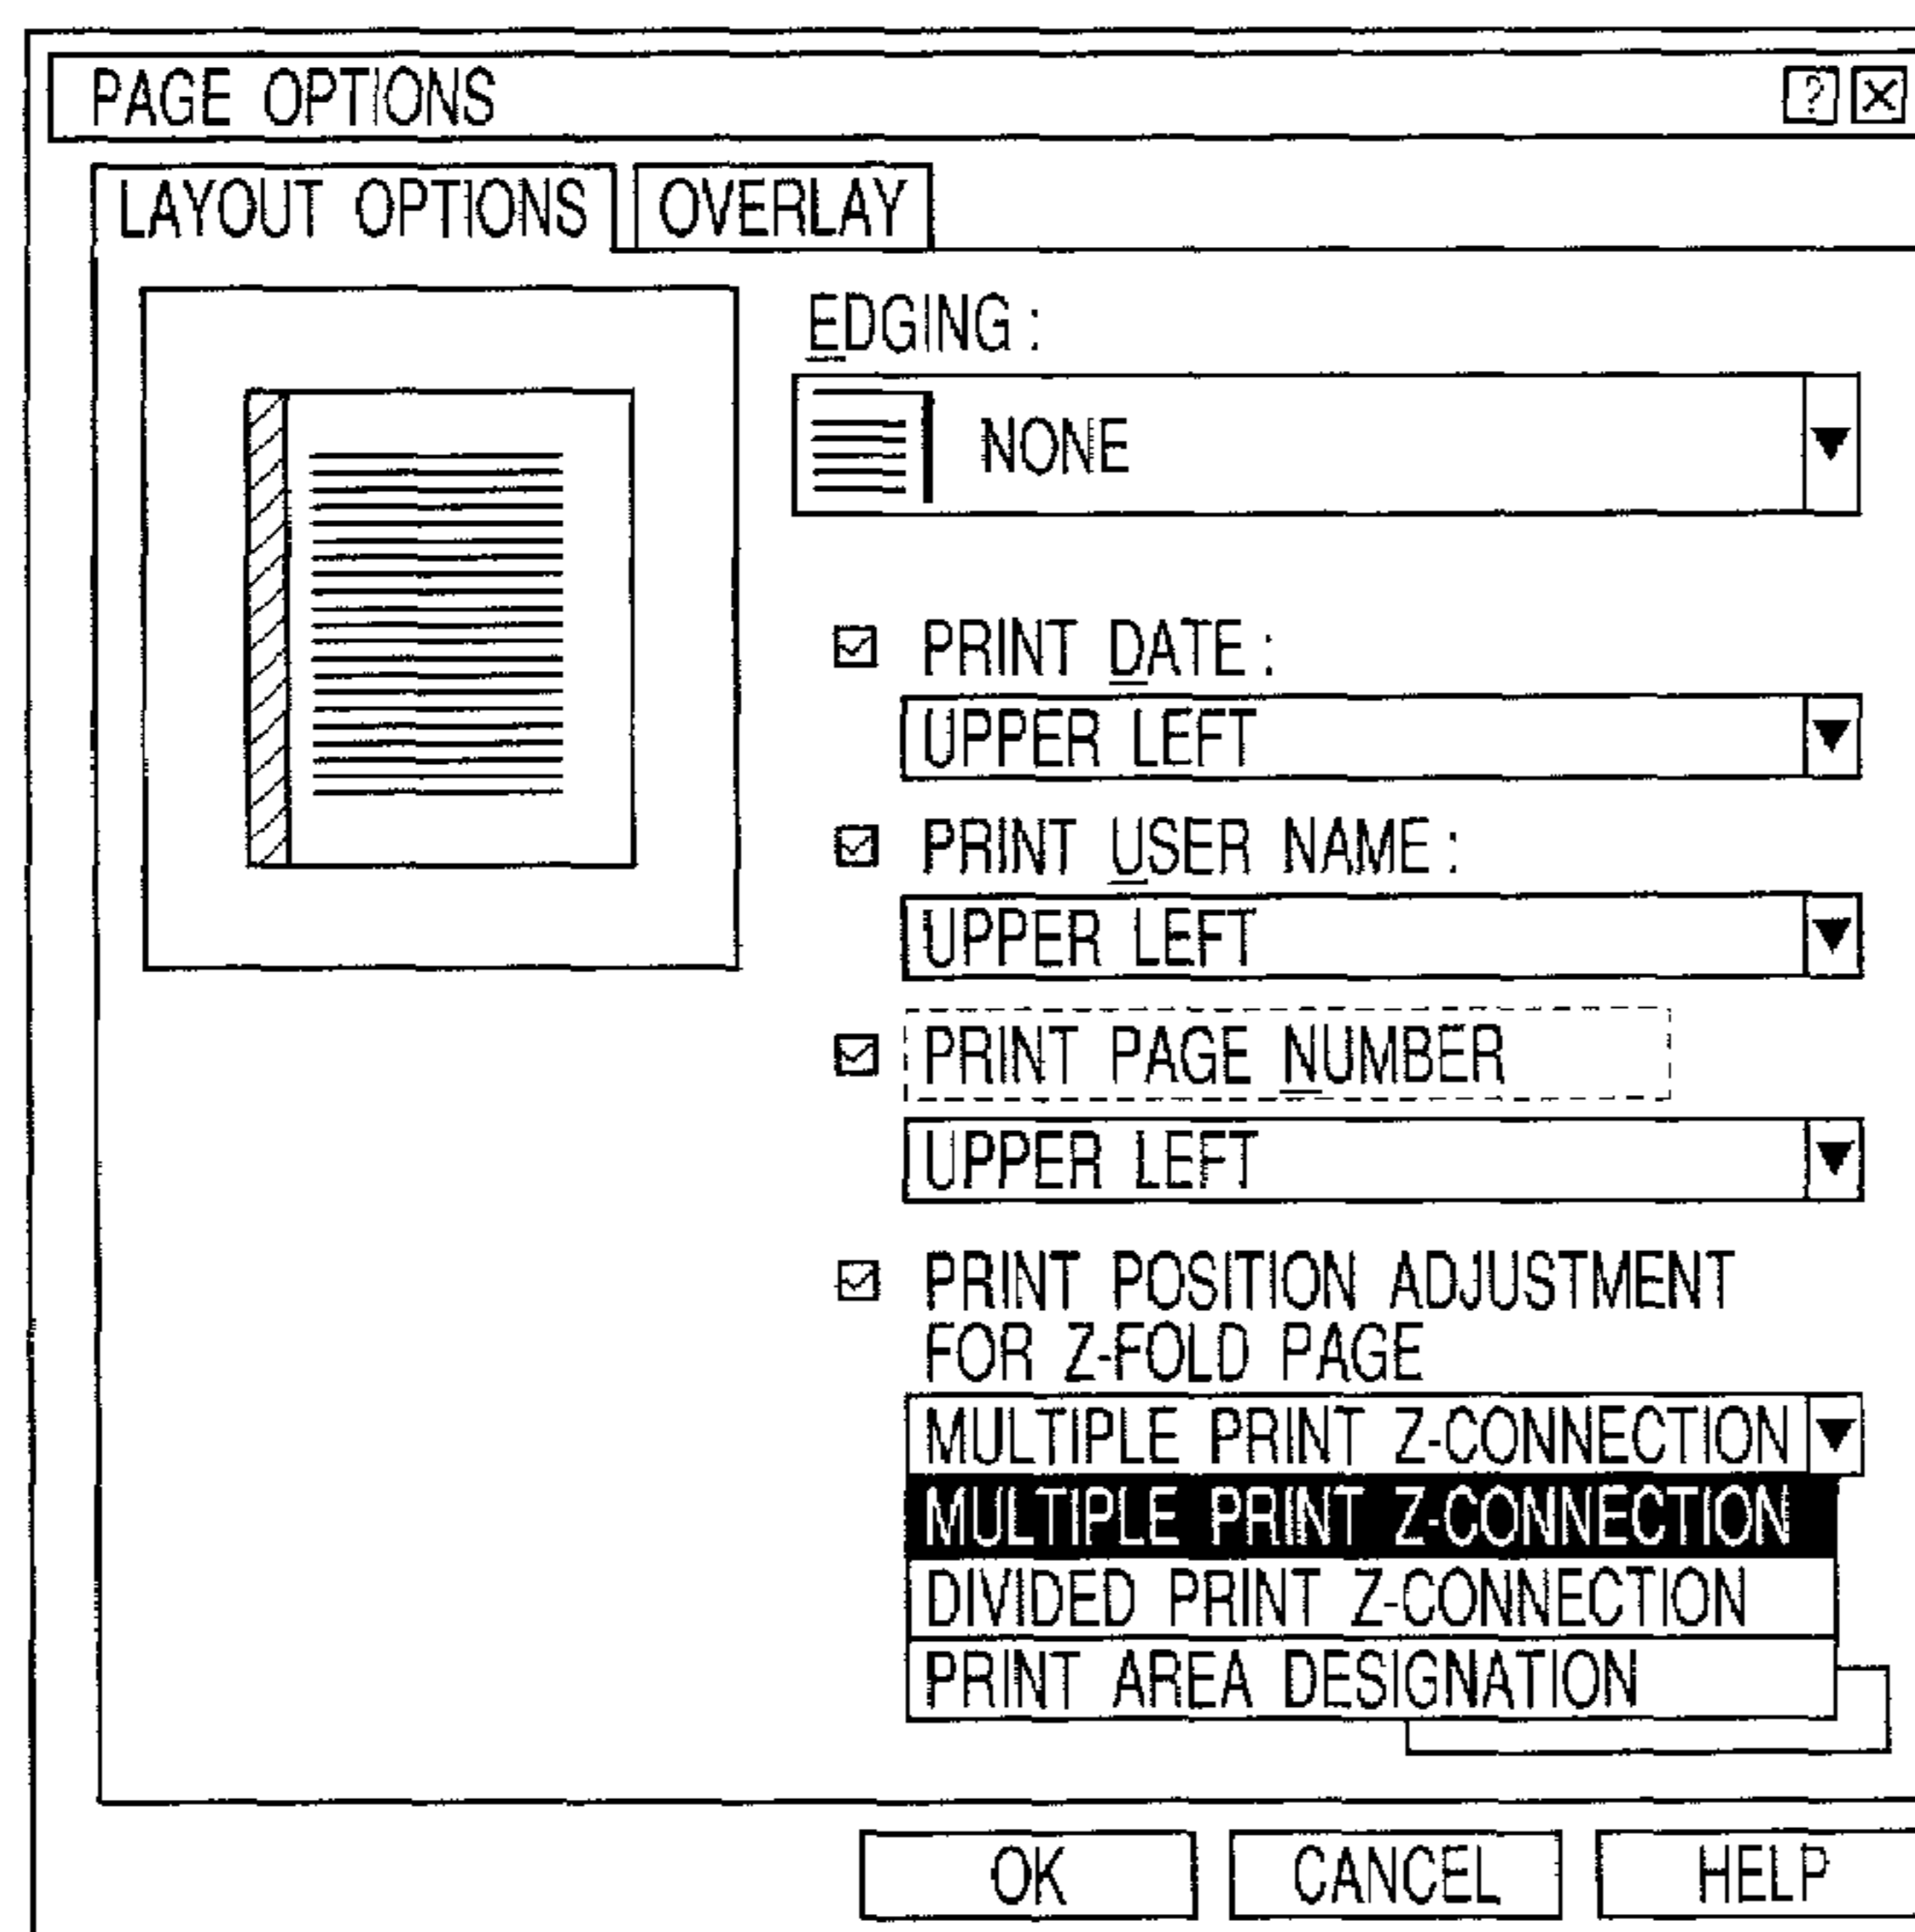 PAGE OPTIONS ? X
LAYOUT OPTIONS OVERLAY
EDGING :
NONE
PRINT DATE :
UPPER LEFT
PRINT USER NAME :
UPPER LEFT
PRINT PAGE NUMBER
UPPER LEFT
PRINT POSITION ADJUSTMENT
FOR Z-FOLD PAGE
MULTIPLE PRINT Z-CONNECTION
MULTIPLE PRINT Z-CONNECTION
DIVIDED PRINT Z-CONNECTION
PRINT AREA DESIGNATION
OK CANCEL HELP